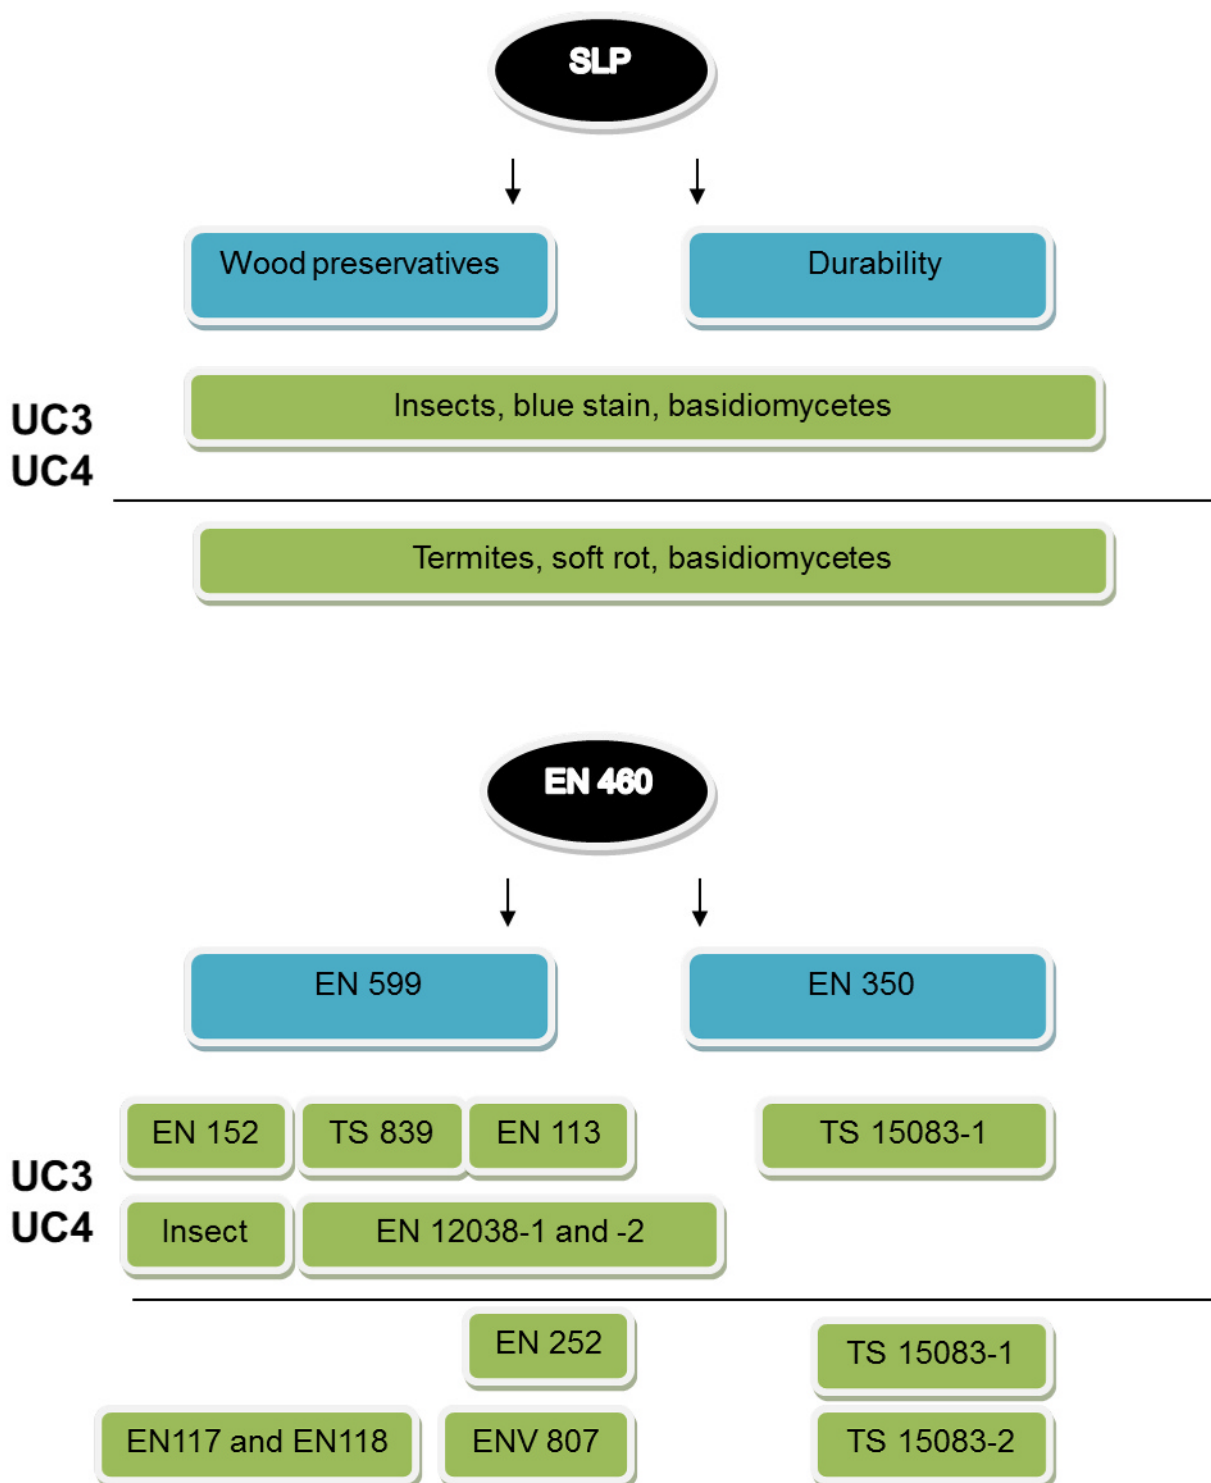 SLP
Wood preservatives
Durability
Insects, blue stain, basidiomycetes
UC3
UC4
Termites, soft rot, basidiomycetes
EN 460
EN 599
EN 350
EN 152
TS 839
EN 113
TS 15083-1
UC3
UC4
Insect
EN 12038-1 and -2
EN 252
TS 15083-1
EN117 and EN118
ENV 807
TS 15083-2